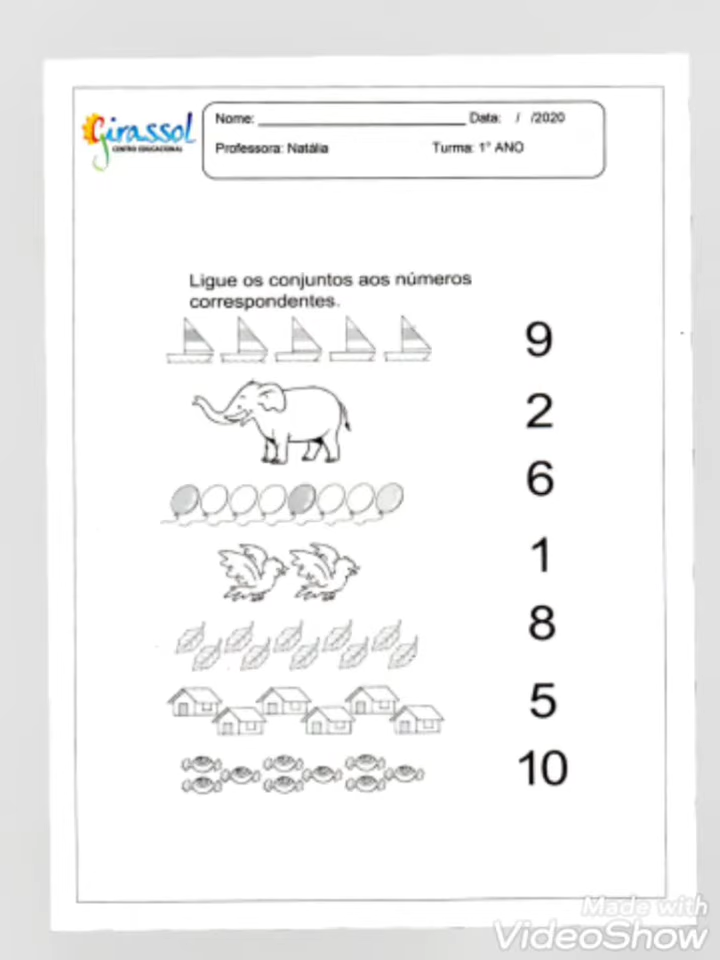 Girassol
CENTRO EDUCACIONAL
Nome: Data: / /2020
Professora: Natália Turma: 1° ANO
Ligue os conjuntos aos números
correspondentes.
9
2
6
1
8
5
10
Made with
VideoShow